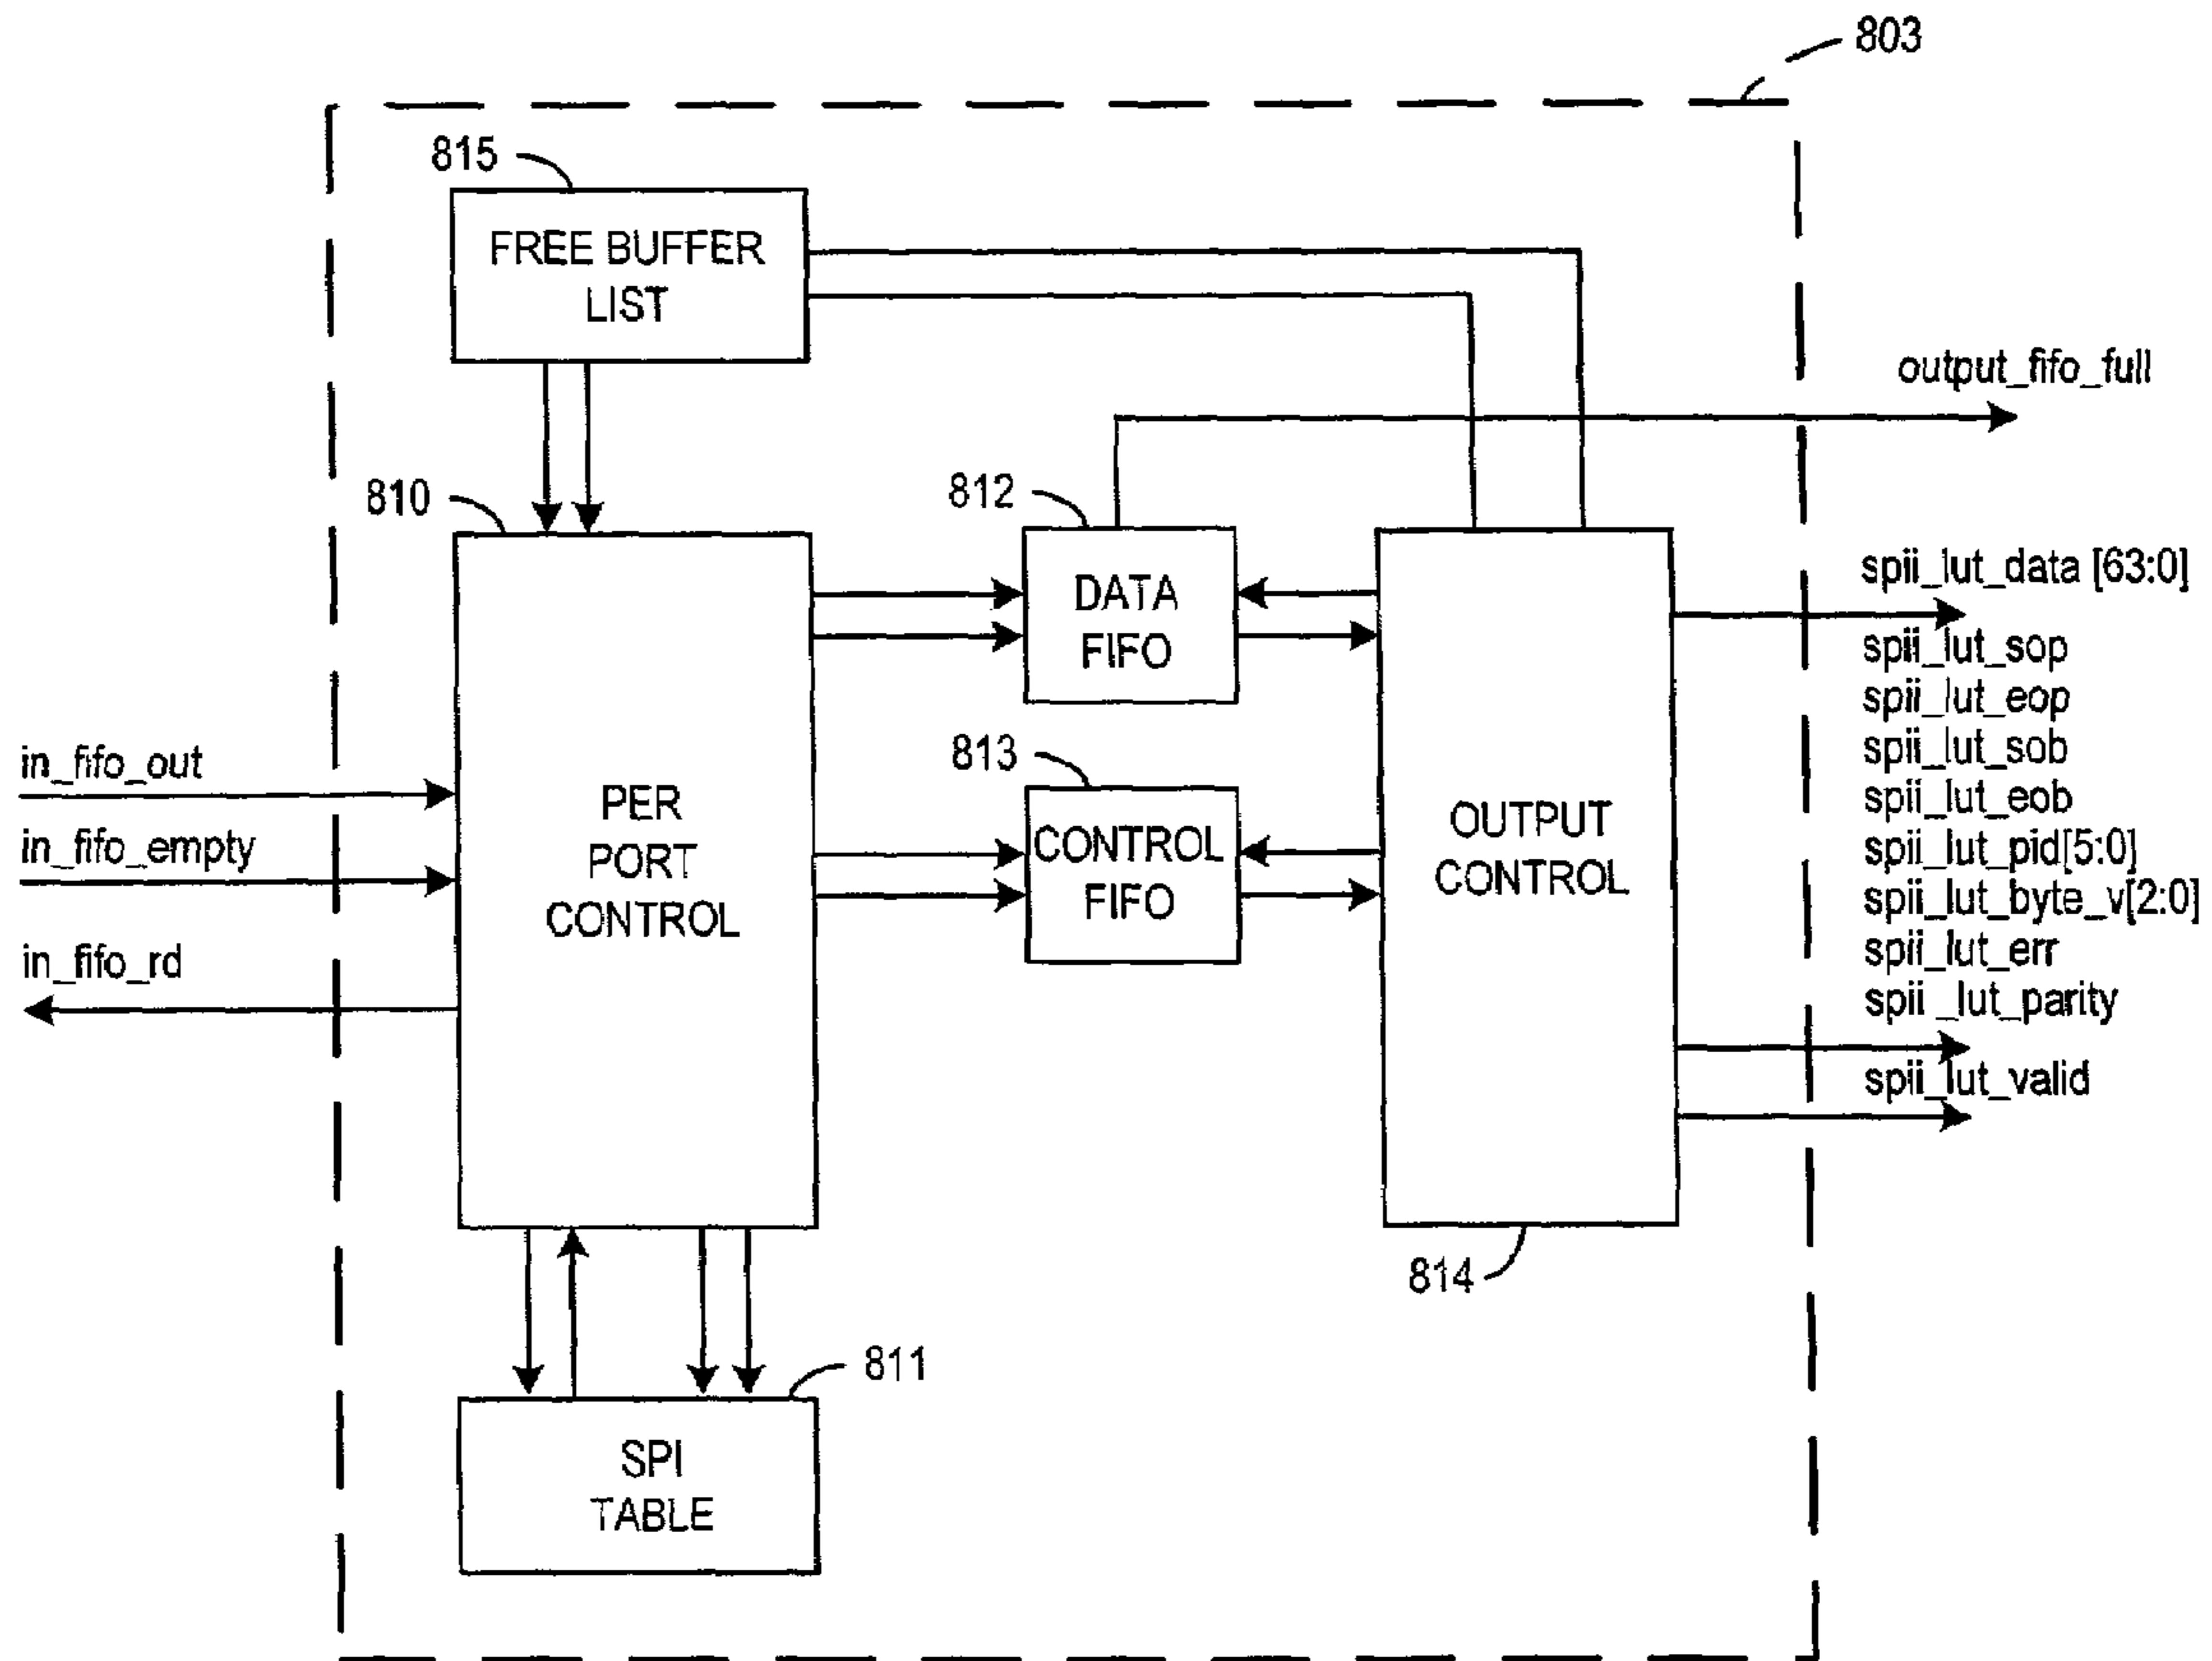 803
815
FREE BUFFER
LIST
output_fifo_full
810
812
DATA
FIFO
spii_lut_data [63:0]
spii_lut_sop
spii_lut_eop
spii_lut_sob
spii_lut_eob
spii_lut_pid[5:0]
spii_lut_byte_v[2:0]
spii_lut_err
spii_lut_parity
spii_lut_valid
in_fifo_out
in_fifo_empty
in_fifo_rd
PER
PORT
CONTROL
813
CONTROL
FIFO
OUTPUT
CONTROL
814
811
SPI
TABLE